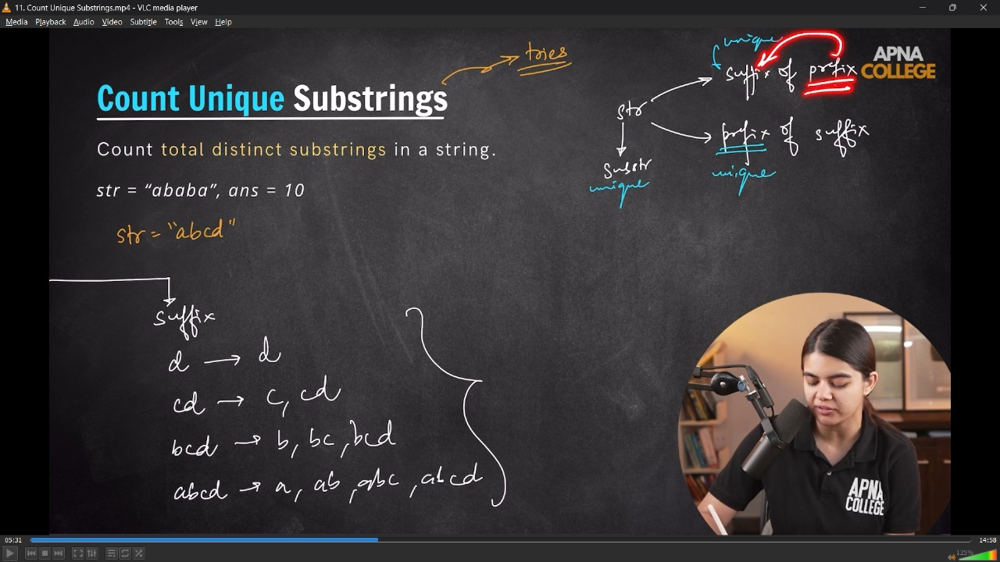 11. Count Unique Substrings.mp4 - VLC media player
Media Playback Audio Video Subtitle Tools View Help
tries
unique
suffix of prefix
APNA
COLLEGE
Count Unique Substrings
str
prefix of suffix
Count total distinct substrings in a string.
substr
unique
unique
str = “ababa”, ans = 10
str = "abcd"
suffix
d → d
cd → c, cd
bcd → b, bc, bcd
abcd → a, ab, abc, abcd
APNA
COLLEGE
05:31
14:58
125%